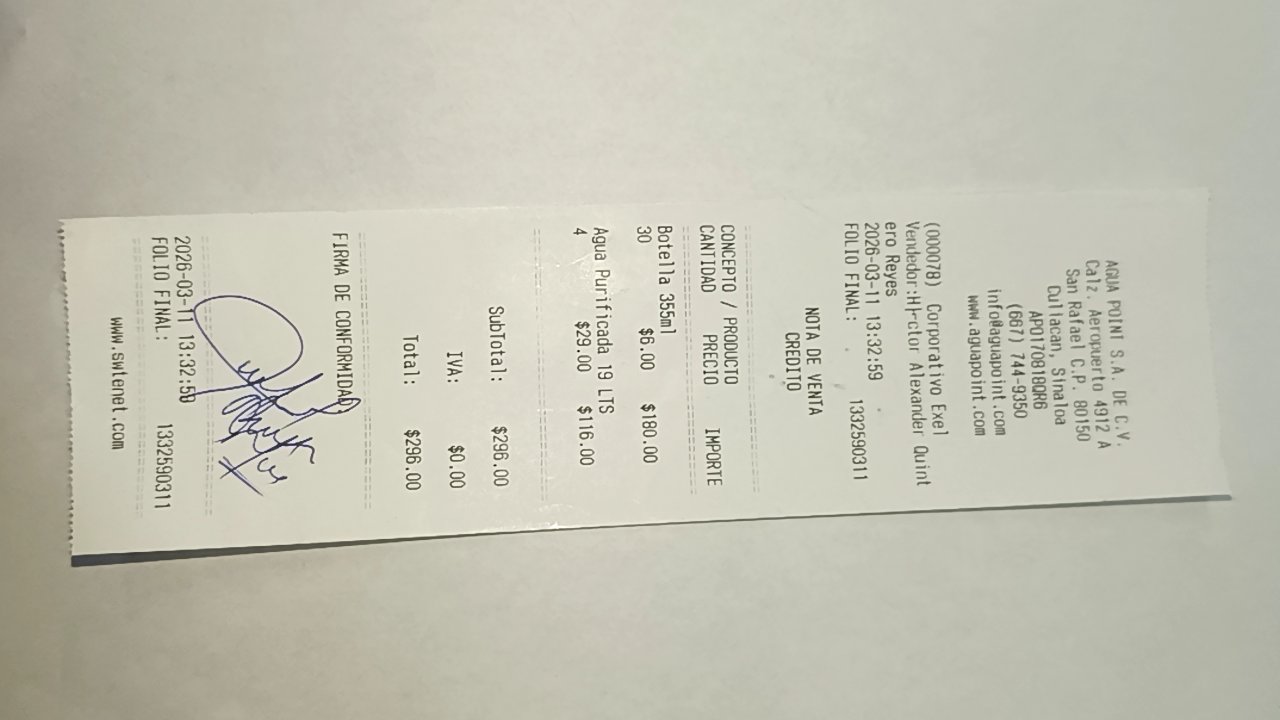 AGUA POINT S.A. DE C.V.
Calz. Aeropuerto 4912 A
San Rafael C.P. 80150
Culiacan, Sinaloa
APO170818QR6
(667) 744-9350
info@aguapoint.com
www.aguapoint.com
(000078) Corporativo Exel
Vendedor:H├ctor Alexander Quint
ero Reyes
2026-03-11 13:32:59
FOLIO FINAL: 1332590311
NOTA DE VENTA
CREDITO
CONCEPTO / PRODUCTO
CANTIDAD PRECIO IMPORTE
Botella 355ml
30 $6.00 $180.00
Agua Purificada 19 LTS
4 $29.00 $116.00
SubTotal: $296.00
IVA: $0.00
Total: $296.00
FIRMA DE CONFORMIDAD
2026-03-11 13:32:59
FOLIO FINAL: 1332590311
www.swtenet.com